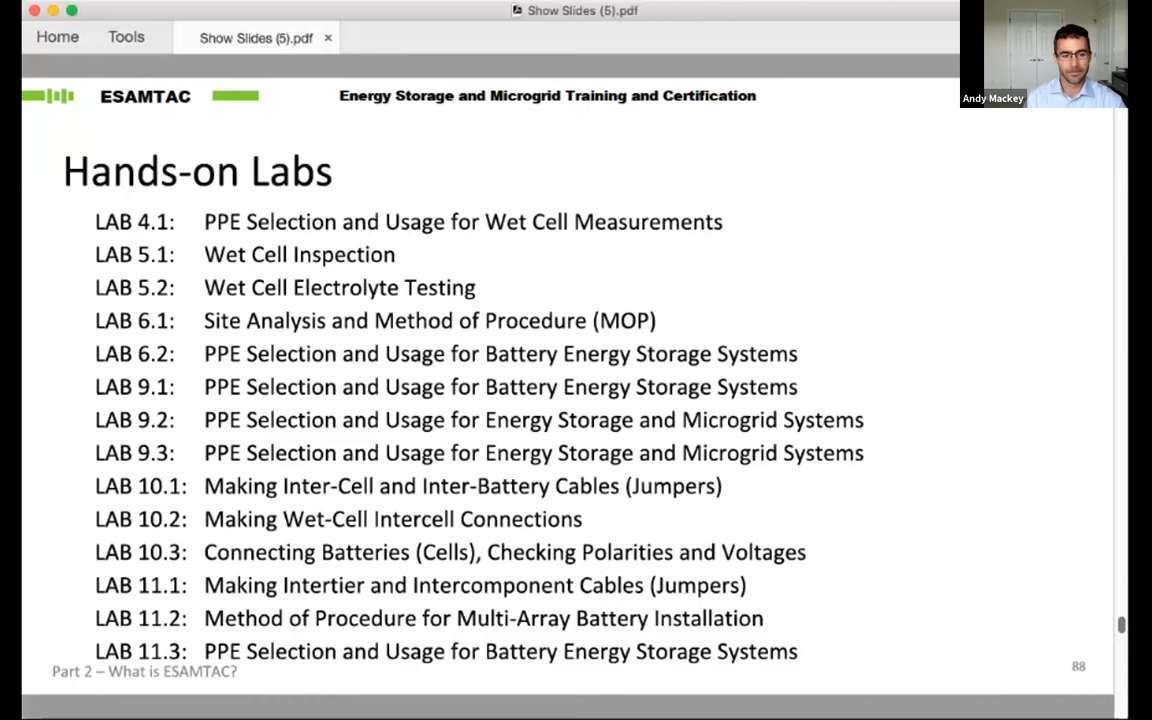 Show Slides (5).pdf
Home Tools Show Slides (5).pdf ×
Andy Mackey
ESAMTAC Energy Storage and Microgrid Training and Certification
Hands-on Labs
LAB 4.1: PPE Selection and Usage for Wet Cell Measurements
LAB 5.1: Wet Cell Inspection
LAB 5.2: Wet Cell Electrolyte Testing
LAB 6.1: Site Analysis and Method of Procedure (MOP)
LAB 6.2: PPE Selection and Usage for Battery Energy Storage Systems
LAB 9.1: PPE Selection and Usage for Battery Energy Storage Systems
LAB 9.2: PPE Selection and Usage for Energy Storage and Microgrid Systems
LAB 9.3: PPE Selection and Usage for Energy Storage and Microgrid Systems
LAB 10.1: Making Inter-Cell and Inter-Battery Cables (Jumpers)
LAB 10.2: Making Wet-Cell Intercell Connections
LAB 10.3: Connecting Batteries (Cells), Checking Polarities and Voltages
LAB 11.1: Making Intertier and Intercomponent Cables (Jumpers)
LAB 11.2: Method of Procedure for Multi-Array Battery Installation
LAB 11.3: PPE Selection and Usage for Battery Energy Storage Systems
Part 2 – What is ESAMTAC? 88